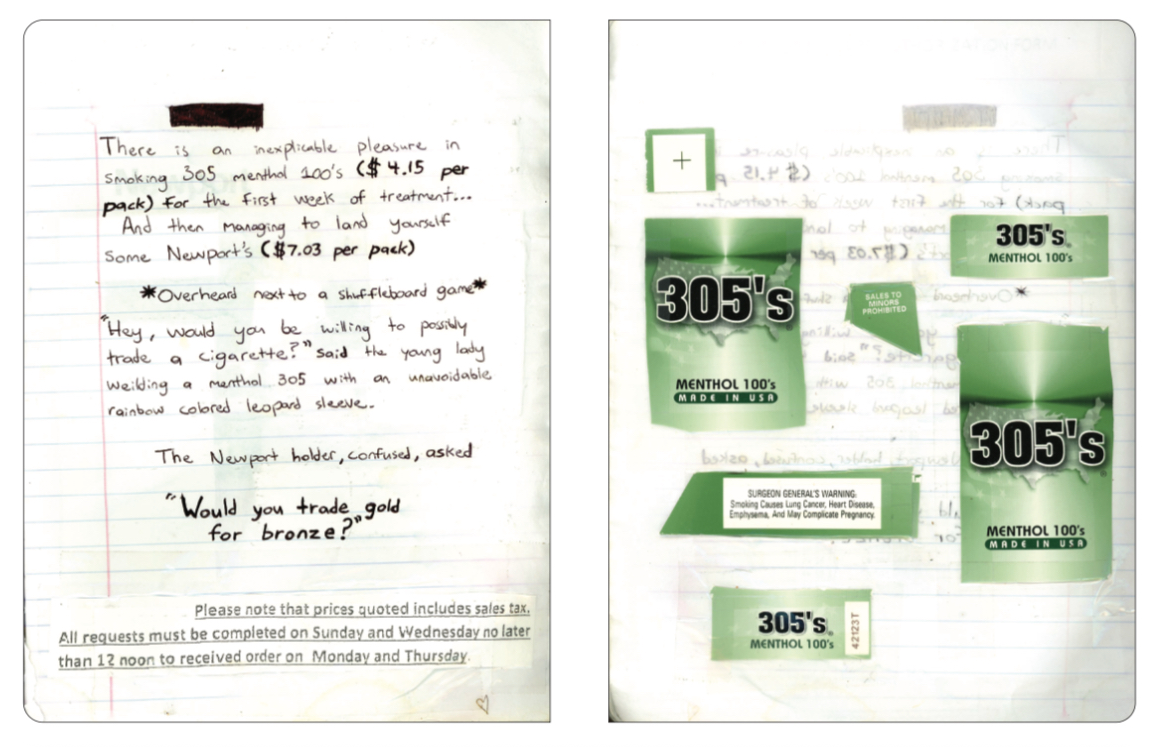 There is an inexplicable pleasure in
smoking 305 menthol 100's ($ 4.15 per
pack) for the first week of treatment...
And then managing to land yourself
some Newport's ($7.03 per pack)
*Overheard next to a shuffleboard game*
"Hey, would you be willing to possibly
trade a cigarette?" said the young lady
weilding a menthol 305 with an unavoidable
rainbow colored leopard sleeve.
The Newport holder, confused, asked
"Would you trade gold
for bronze?"
Please note that prices quoted includes sales tax.
All requests must be completed on Sunday and Wednesday no later
than 12 noon to received order on Monday and Thursday.
+
305's
MENTHOL 100's
MADE IN USA
305's
MENTHOL 100's
SALES TO
MINORS
PROHIBITED
305's
MENTHOL 100's
MADE IN USA
SURGEON GENERAL'S WARNING:
Smoking Causes Lung Cancer, Heart Disease,
Emphysema, And May Complicate Pregnancy.
305's
MENTHOL 100's
42123T